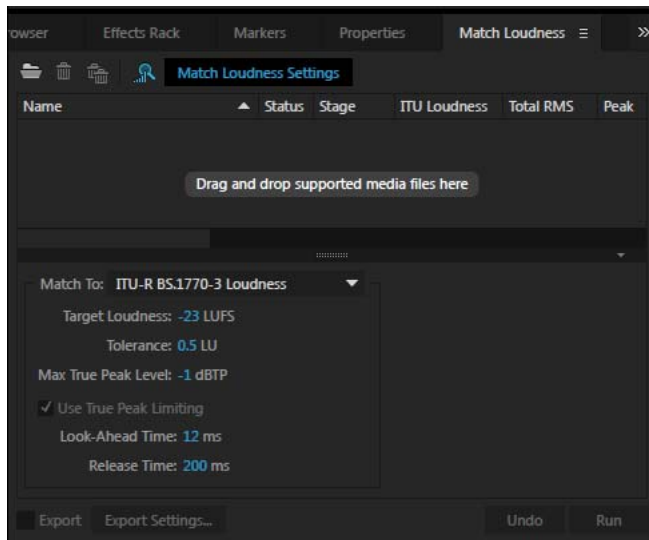 owser Effects Rack Markers Properties Match Loudness
Match Loudness Settings
Name Status Stage ITU Loudness Total RMS Peak
Drag and drop supported media files here
Match To: ITU-R BS.1770-3 Loudness
Target Loudness: -23 LUFS
Tolerance: 0.5 LU
Max True Peak Level: -1 dBTP
Use True Peak Limiting
Look-Ahead Time: 12 ms
Release Time: 200 ms
Export Export Settings... Undo Run